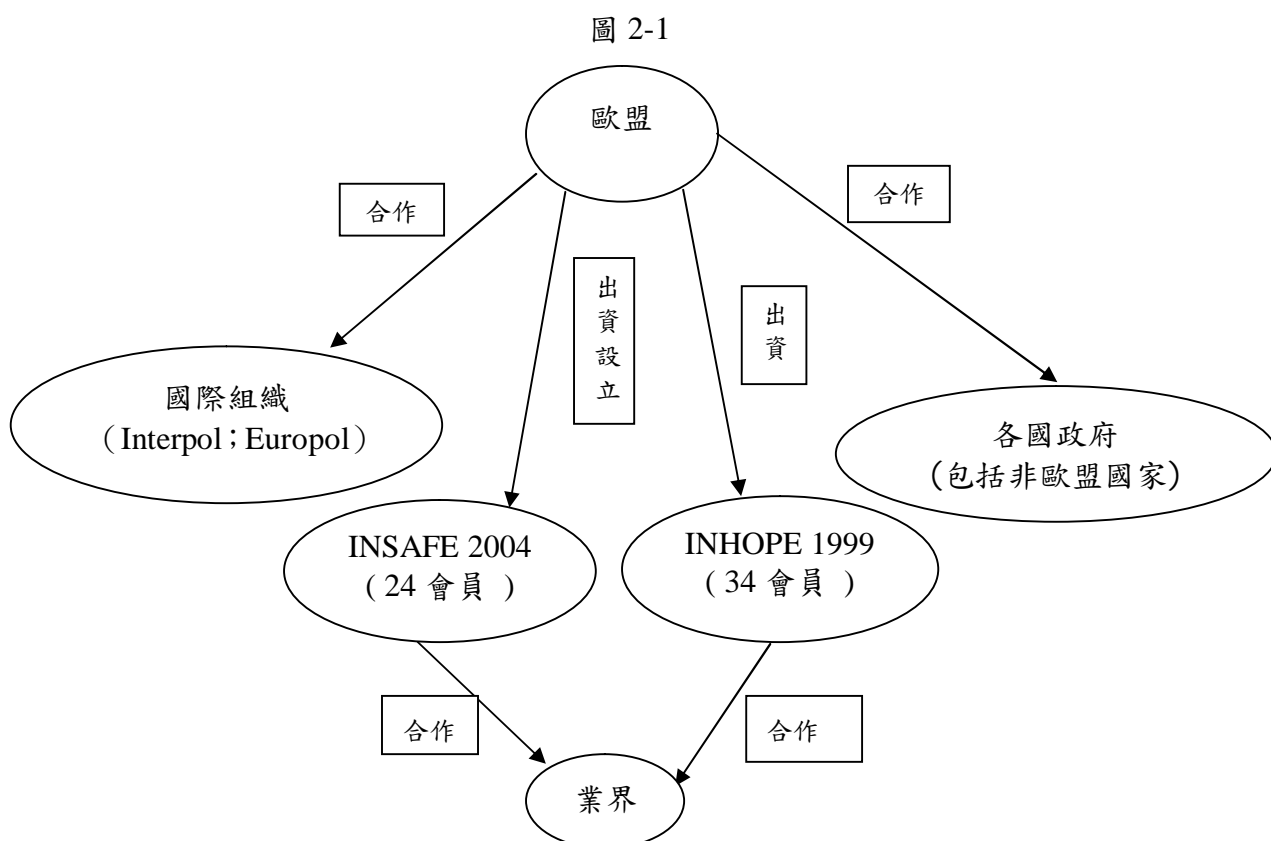 圖 2-1
歐盟
合作
合作
出資設立
出資
國際組織
（Interpol；Europol）
各國政府
(包括非歐盟國家)
INSAFE 2004
( 24 會員 )
INHOPE 1999
( 34 會員 )
合作
合作
業界